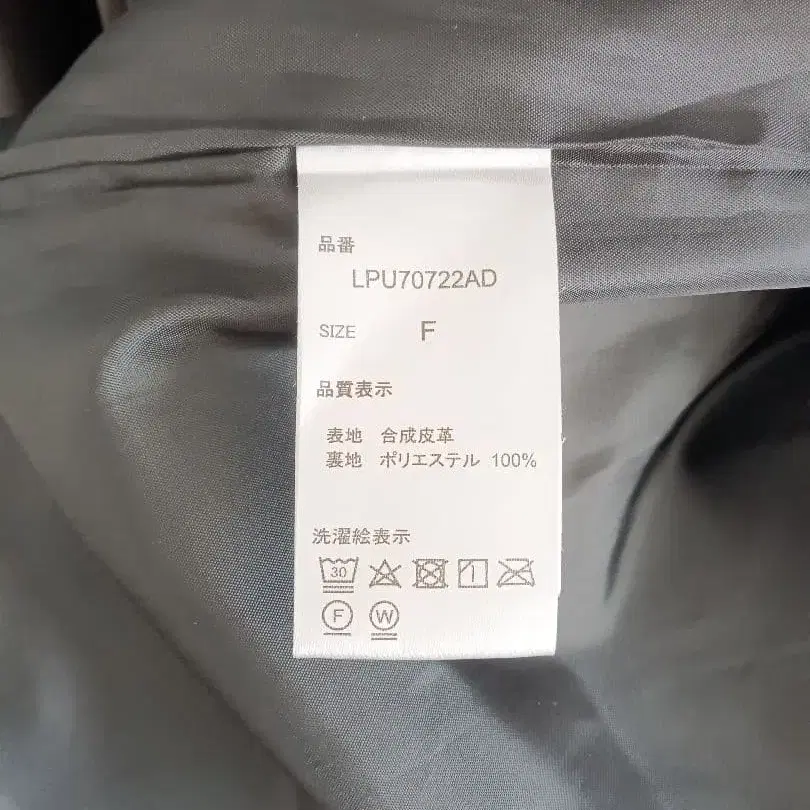 品番
LPU70722AD
SIZE F
品質表示
表地 合成皮革
裏地 ポリエステル 100%
洗濯絵表示
30
F W